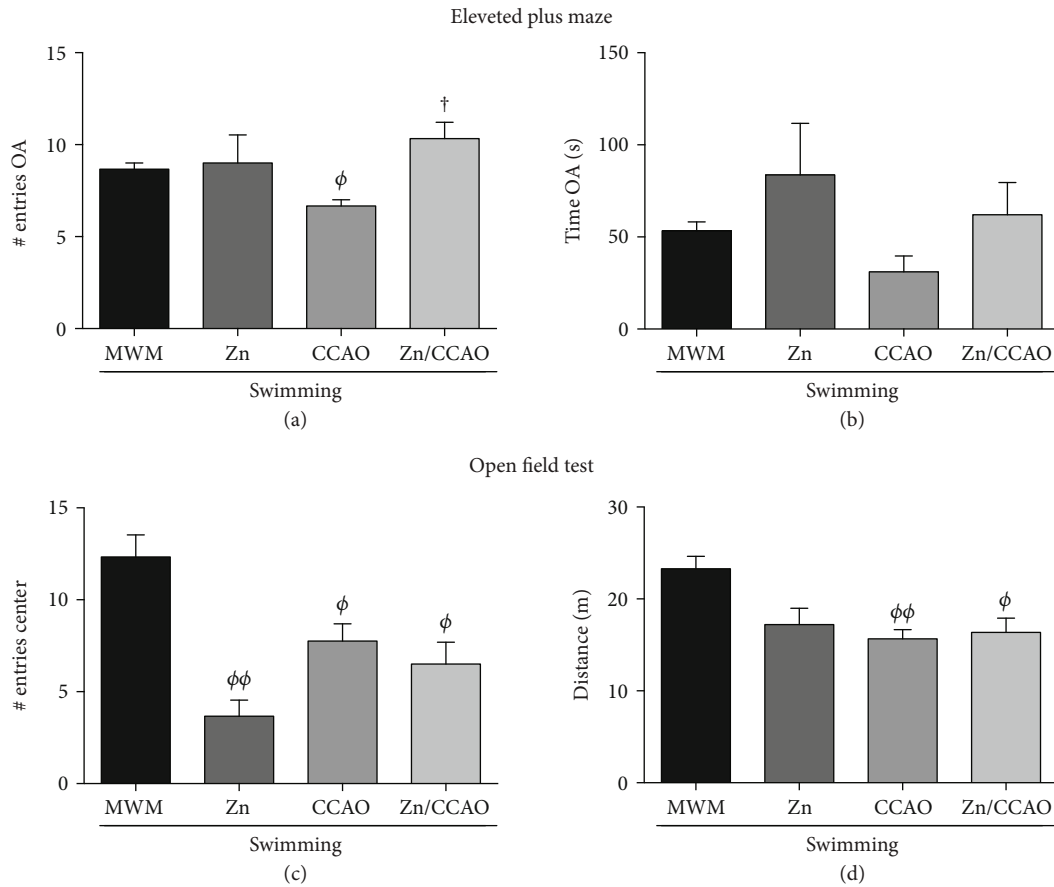 Eleveted plus maze
15
10
5
0
# entries OA
ϕ
†
MWM Zn CCAO Zn/CCAO
Swimming
(a)
150
100
50
0
Time OA (s)
MWM Zn CCAO Zn/CCAO
Swimming
(b)
Open field test
15
10
5
0
# entries center
ϕϕ
ϕ
ϕ
MWM Zn CCAO Zn/CCAO
Swimming
(c)
30
20
10
0
Distance (m)
ϕϕ
ϕ
MWM Zn CCAO Zn/CCAO
Swimming
(d)